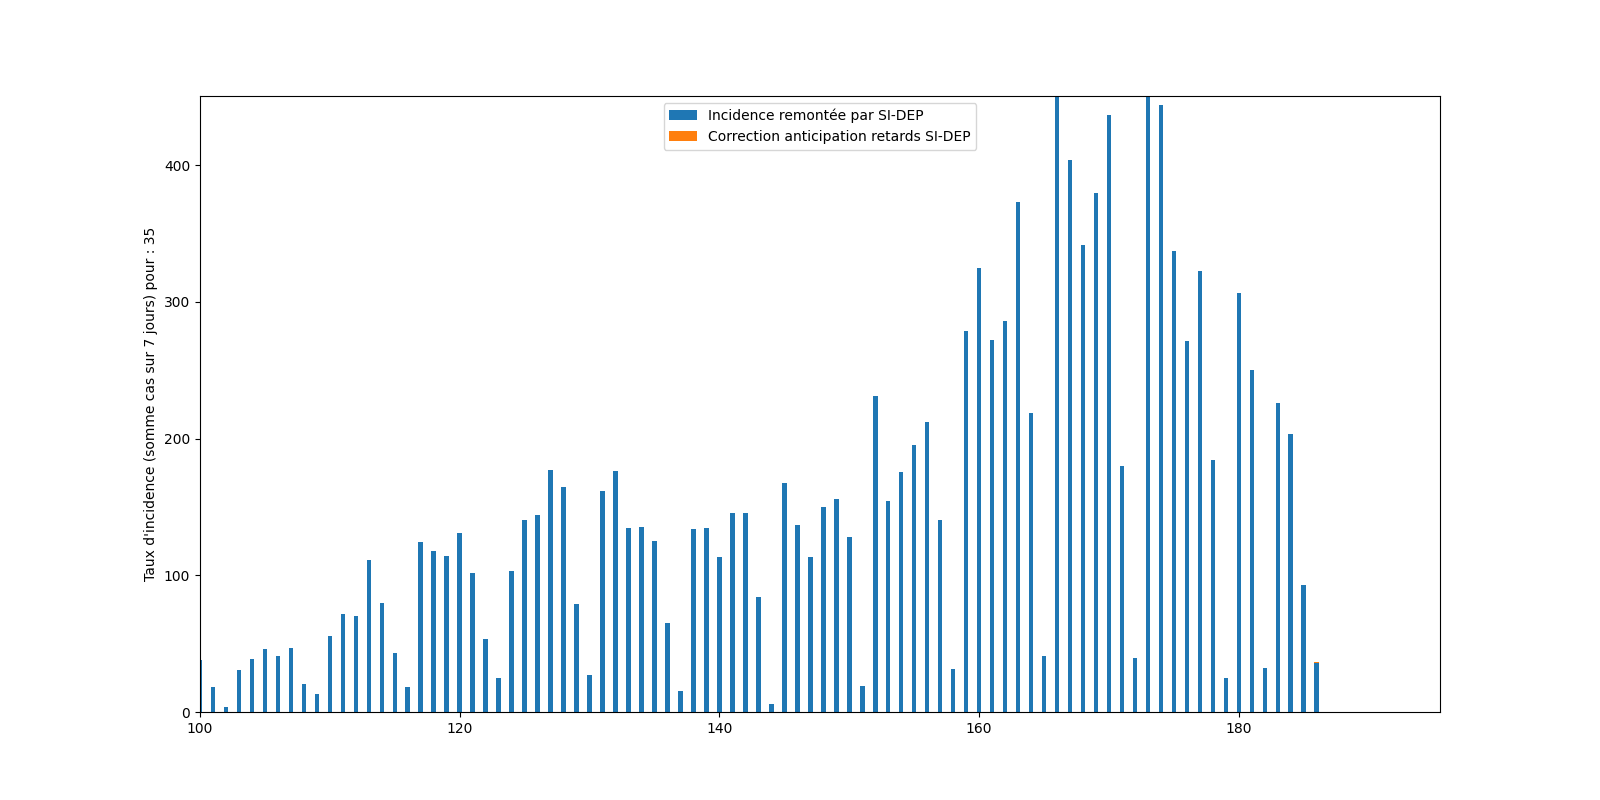 Incidence remontée par SI-DEP
Correction anticipation retards SI-DEP
Taux d'incidence (somme cas sur 7 jours) pour : 35
400
300
200
100
0
100 120 140 160 180